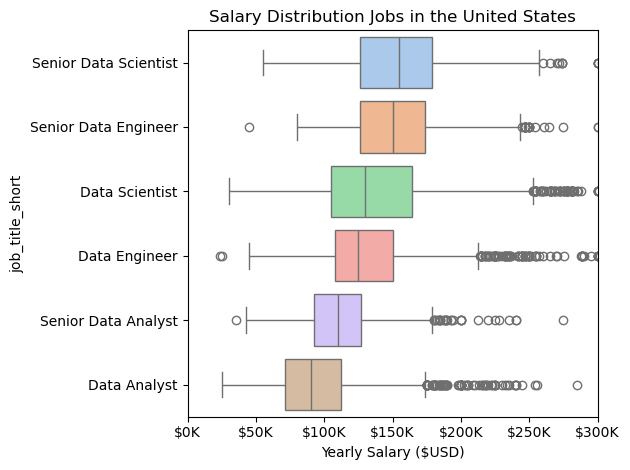 Salary Distribution Jobs in the United States
Senior Data Scientist
Senior Data Engineer
Data Scientist
Data Engineer
Senior Data Analyst
Data Analyst
job_title_short
$0K $50K $100K $150K $200K $250K $300K
Yearly Salary ($USD)